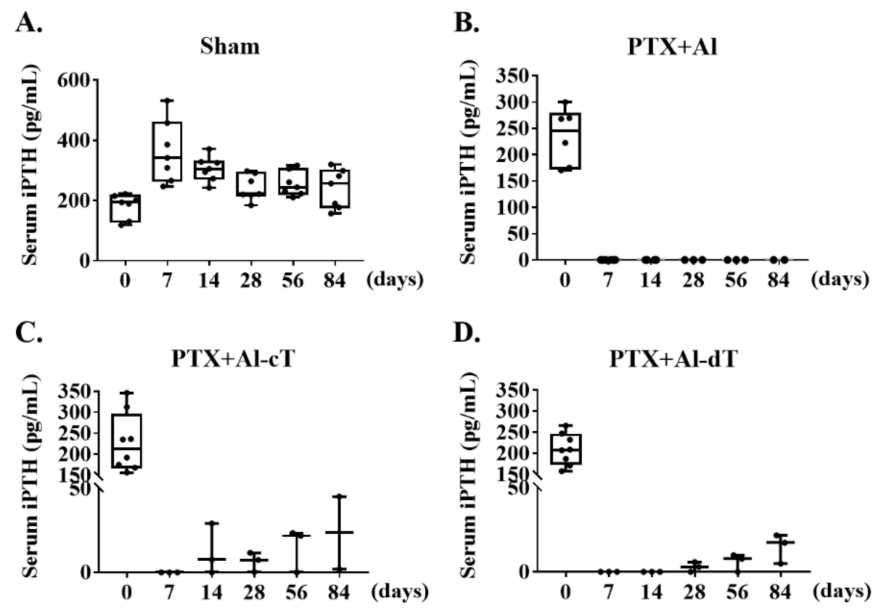 A.
Sham
Serum iPTH (pg/mL)
600
400
200
0
0 7 14 28 56 84 (days)
B.
PTX+Al
Serum iPTH (pg/mL)
350
300
250
200
150
100
50
0
0 7 14 28 56 84 (days)
C.
PTX+Al-cT
Serum iPTH (pg/mL)
350
300
250
200
150
50
0
0 7 14 28 56 84 (days)
D.
PTX+Al-dT
Serum iPTH (pg/mL)
350
300
250
200
150
50
0
0 7 14 28 56 84 (days)